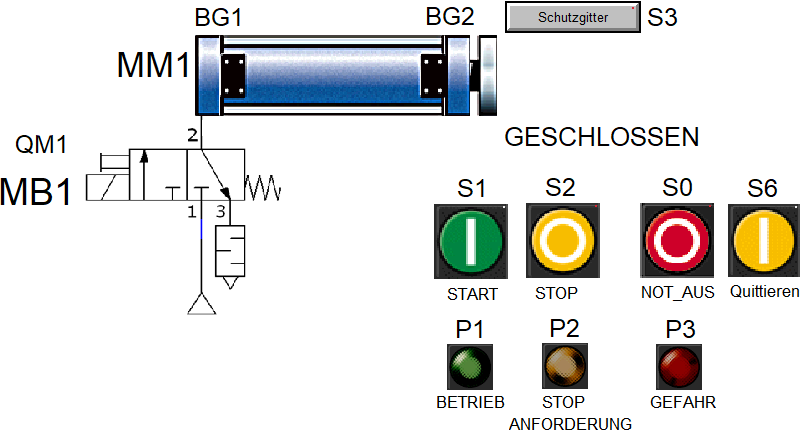 BG1
BG2
Schutzgitter
S3
MM1
QM1
2
MB1
1
3
GESCHLOSSEN
S1
S2
S0
S6
START
STOP
NOT_AUS
Quittieren
P1
P2
P3
BETRIEB
STOP
ANFORDERUNG
GEFAHR